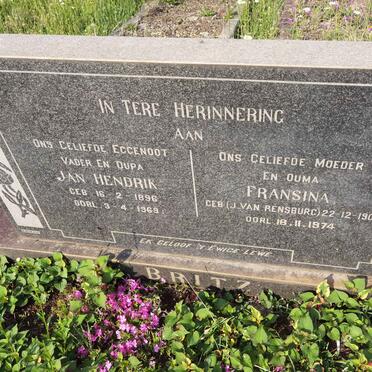 IN TERE HERINNERING
AAN
ONS GELIEFDE EGGENOOT
VADER EN OUPA
JAN HENDRIK
GEB. 16-2-1896
OORL. 3-4-1969
ONS GELIEFDE MOEDER
EN OUMA
FRANSINA
GEB (J. VAN RENSBURG) 22-12-190
OORL. 18-11-1974
EK GELOOF 'N EWIGE LEWE
BRITZ